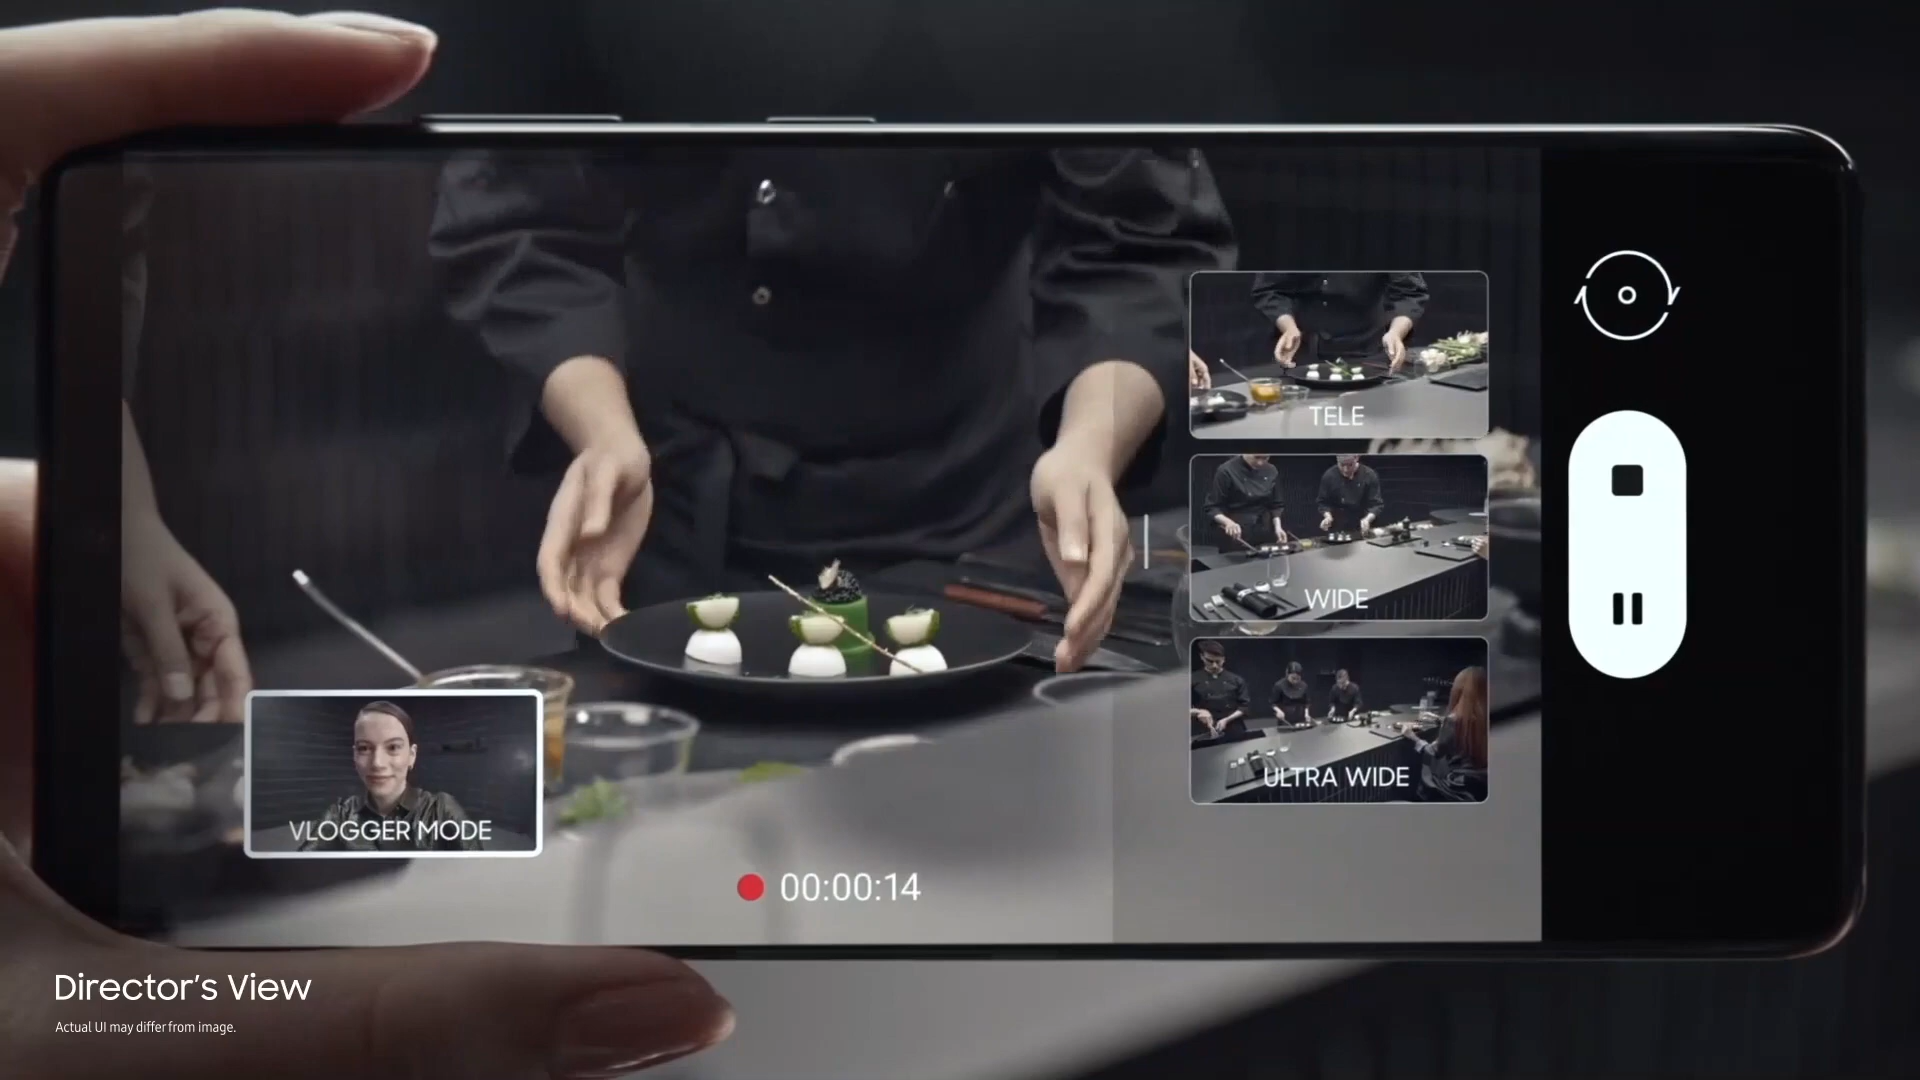 TELE
WIDE
ULTRA WIDE
VLOGGER MODE
00:00:14
Director's View
Actual UI may differ from image.